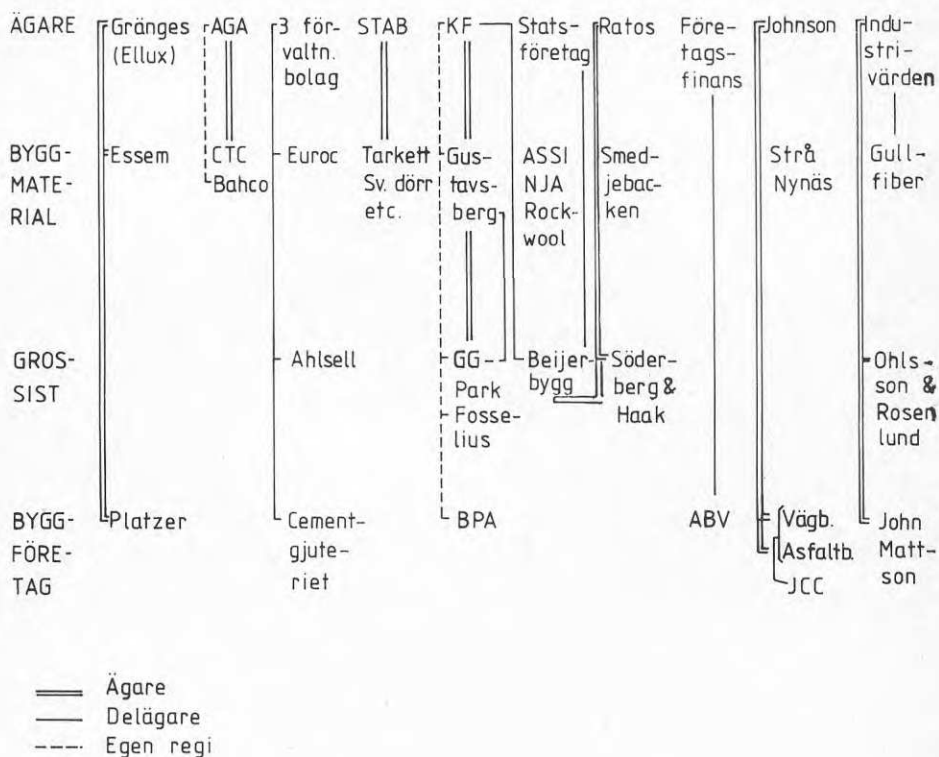 ÄGARE Gränges AGA 3 för- STAB KF Stats- Ratos Före- Johnson Indu-
(Ellux) valtn. företag tags- stri-
bolag finans värden
BYGG- Essem CTC Euroc Tarkett Gus- ASSI Smed- Strå Gull-
MATE- Bahco Sv. dörr tavs- NJA jebac- Nynäs fiber
RIAL etc. berg Rock- ken
wool
GROS- Ahlsell GG Beijer- Söder- Ohls-
SIST Park bygg berg & son &
Fosse- Haak Rosen
lius lund
BYGG- Platzer Cement- BPA ABV Vägb. John
FÖRE- gjute- Asfaltb. Matt-
TAG riet JCC son
Ägare
Delägare
Egen regi